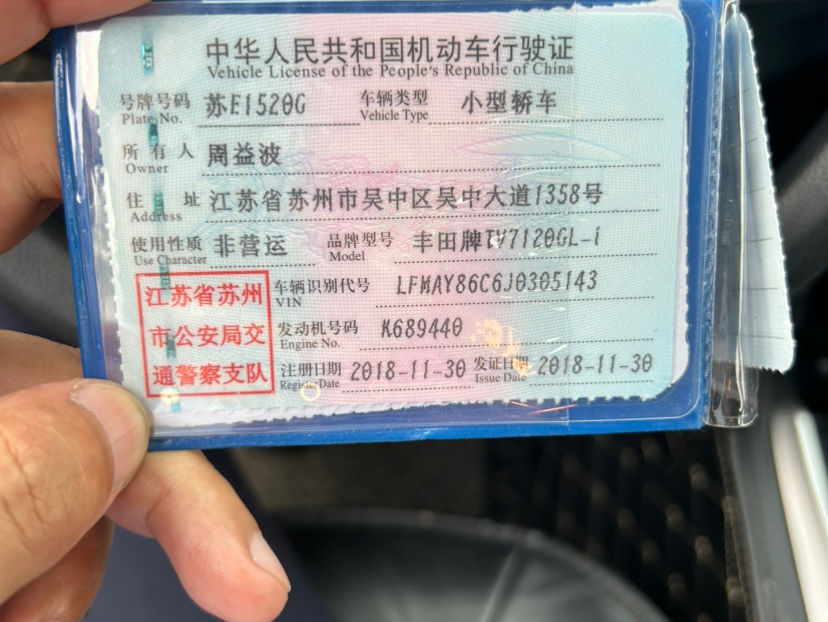 中华人民共和国机动车行驶证
Vehicle License of the People's Republic of China
号牌号码 苏E1520G 车辆类型 小型轿车
Plate No. Vehicle Type
所有人 周益波
Owner
住址 江苏省苏州市吴中区吴中大道1358号
Address
使用性质 非营运 品牌型号 丰田牌TV7120GL-i
Use Character Model
江苏省苏州 车辆识别代号 LFMAY86C6J0305143
VIN
市公安局交 发动机号码 K689440
Engine No.
通警察支队 注册日期 2018-11-30 发证日期 2018-11-30
Register Date Issue Date